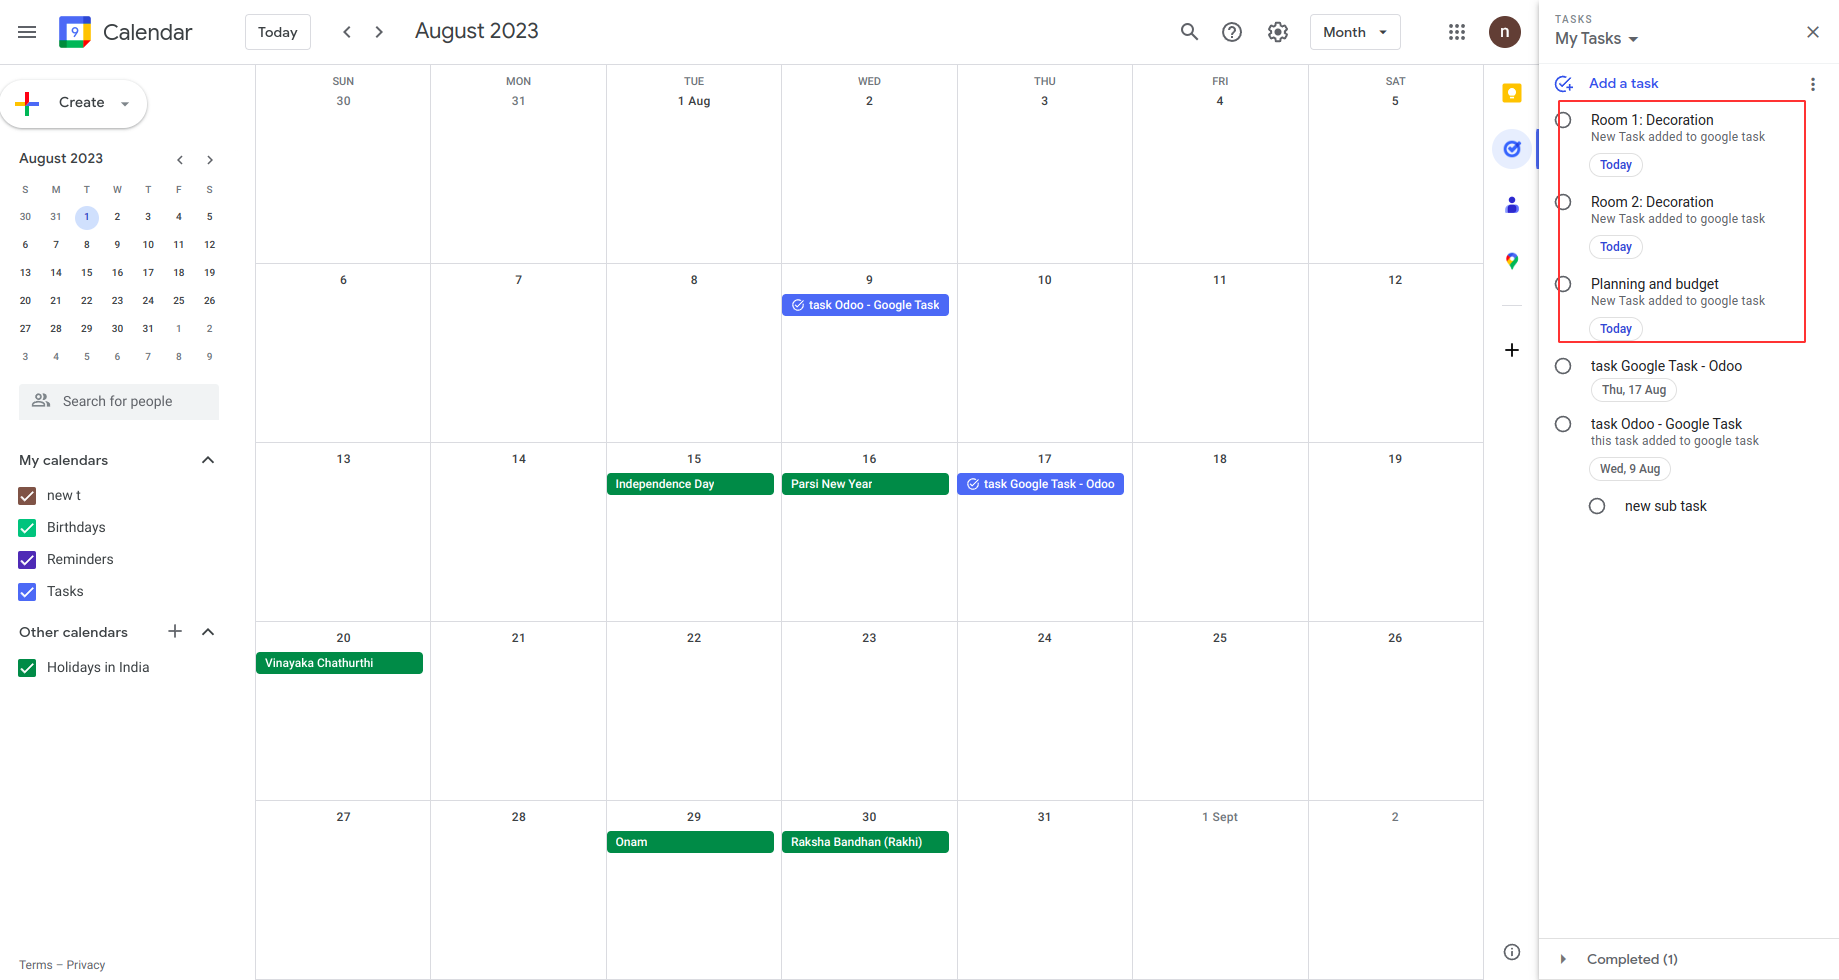 Calendar
Today
August 2023
Month
n
TASKS
My Tasks
Create
August 2023
S M T W T F S
30 31 1 2 3 4 5
6 7 8 9 10 11 12
13 14 15 16 17 18 19
20 21 22 23 24 25 26
27 28 29 30 31 1 2
3 4 5 6 7 8 9
Search for people
My calendars
new t
Birthdays
Reminders
Tasks
Other calendars
Holidays in India
Terms – Privacy
SUN MON TUE WED THU FRI SAT
30 31 1 Aug 2 3 4 5
6 7 8 9 10 11 12
task Odoo - Google Task
13 14 15 16 17 18 19
Independence Day
Parsi New Year
task Google Task - Odoo
20 21 22 23 24 25 26
Vinayaka Chathurthi
27 28 29 30 31 1 Sept 2
Onam
Raksha Bandhan (Rakhi)
Add a task
Room 1: Decoration
New Task added to google task
Today
Room 2: Decoration
New Task added to google task
Today
Planning and budget
New Task added to google task
Today
task Google Task - Odoo
Thu, 17 Aug
task Odoo - Google Task
this task added to google task
Wed, 9 Aug
new sub task
Completed (1)